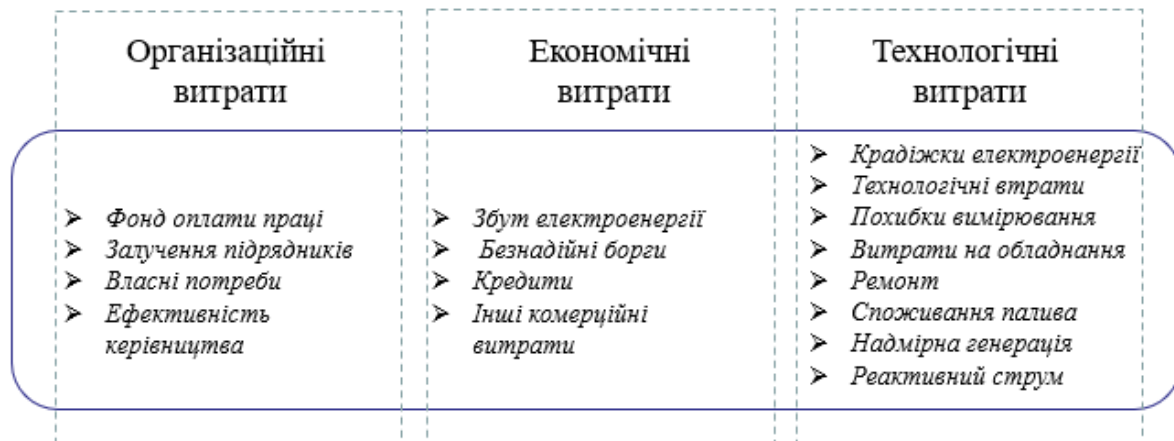 Організаційні
витрати
Фонд оплати праці
Залучення підрядників
Власні потреби
Ефективність
керівництва
Економічні
витрати
Збут електроенергії
Безнадійні борги
Кредити
Інші комерційні
витрати
Технологічні
витрати
Крадіжки електроенергії
Технологічні втрати
Похибки вимірювання
Витрати на обладнання
Ремонт
Споживання палива
Надмірна генерація
Реактивний струм